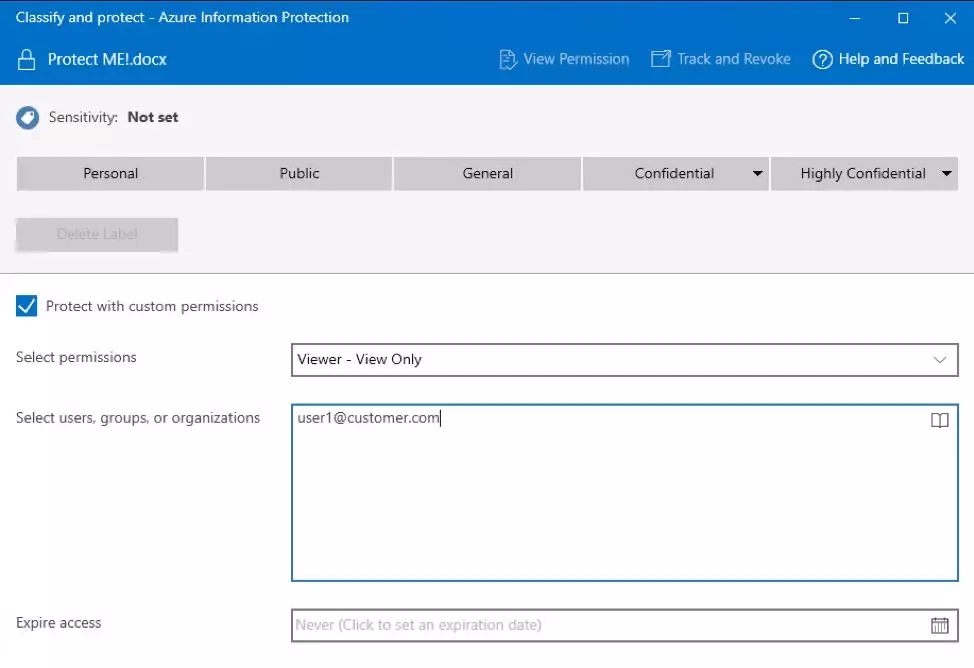 Classify and protect - Azure Information Protection
Protect ME!.docx View Permission Track and Revoke Help and Feedback
Sensitivity: Not set
Personal Public General Confidential Highly Confidential
Delete Label
Protect with custom permissions
Select permissions Viewer - View Only
Select users, groups, or organizations user1@customer.com
Expire access Never (Click to set an expiration date)